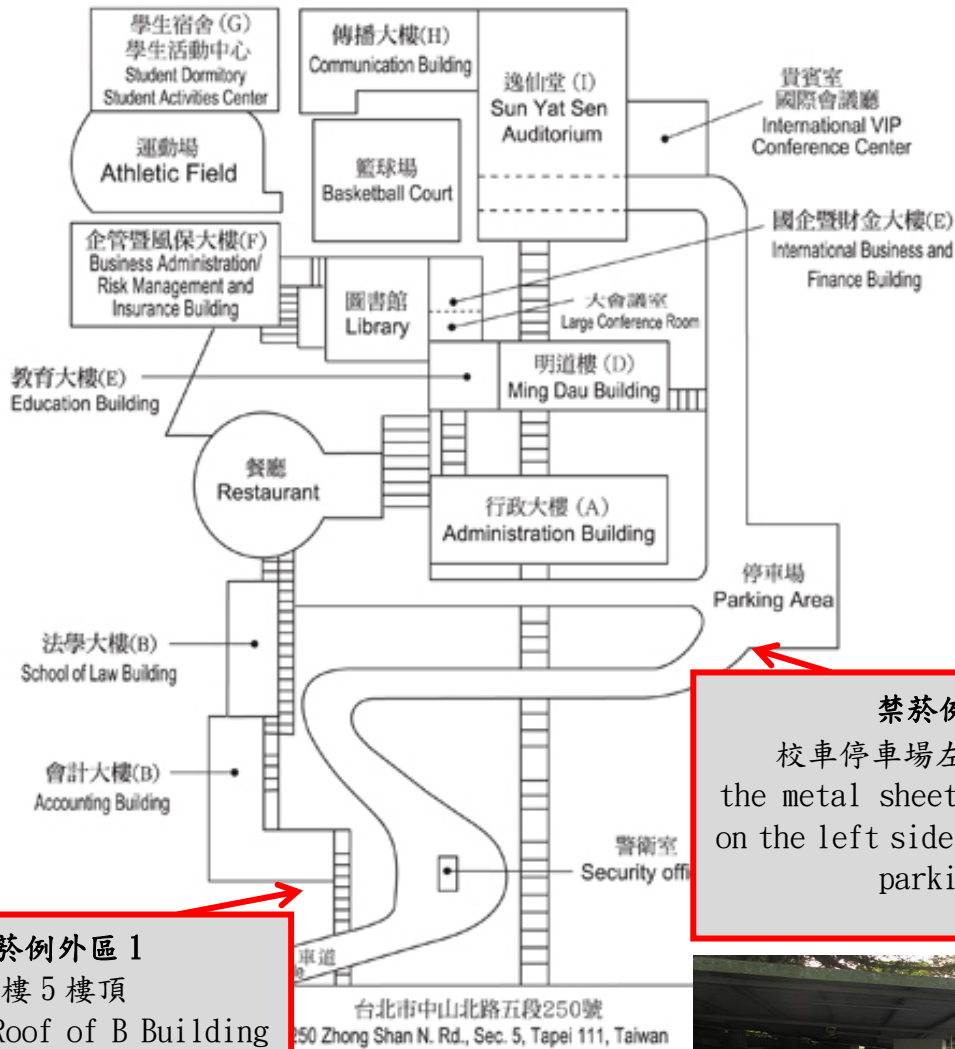 學生宿舍 (G)
學生活動中心
Student Dormitory
Student Activities Center
傳播大樓(H)
Communication Building
逸仙堂 (I)
Sun Yat Sen
Auditorium
貴賓室
國際會議廳
International VIP
Conference Center
運動場
Athletic Field
籃球場
Basketball Court
企管暨風保大樓(F)
Business Administration/
Risk Management and
Insurance Building
圖書館
Library
國企暨財金大樓(E)
International Business and
Finance Building
大會議室
Large Conference Room
教育大樓(E)
Education Building
明道樓 (D)
Ming Dau Building
餐廳
Restaurant
行政大樓 (A)
Administration Building
停車場
Parking Area
法學大樓(B)
School of Law Building
會計大樓(B)
Accounting Building
禁菸例
校車停車場左
the metal sheet
on the left side
parki
警衛室
Security offi
菸例外區 1
樓 5 樓頂
Roof of B Building
車道
台北市中山北路五段250號
250 Zhong Shan N. Rd., Sec. 5, Tapei 111, Taiwan